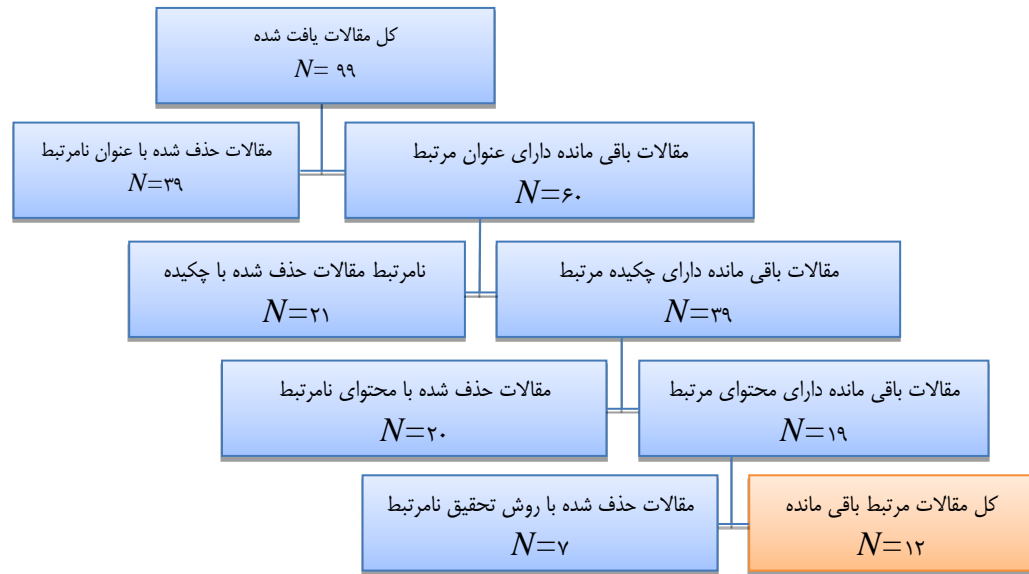 کل مقالات یافت شده
N= ۹۹
مقالات باقی مانده دارای عنوان مرتبط
N=۶۰
مقالات حذف شده با عنوان نامرتبط
N=۳۹
مقالات باقی مانده دارای چکیده مرتبط
N=۳۹
نامرتبط مقالات حذف شده با چکیده
N=۲۱
مقالات باقی مانده دارای محتوای مرتبط
N=۱۹
مقالات حذف شده با محتوای نامرتبط
N=۲۰
کل مقالات مرتبط باقی مانده
N=۱۲
مقالات حذف شده با روش تحقیق نامرتبط
N=۷